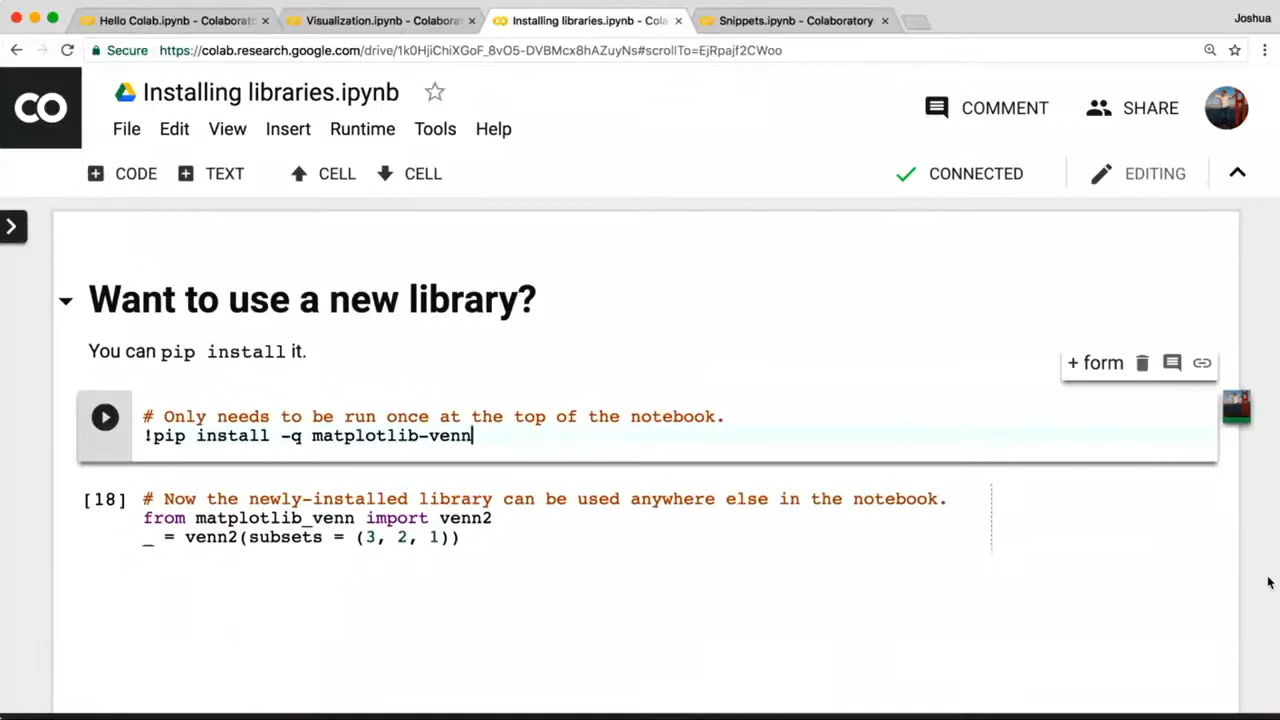 Hello Colab.ipynb - Colaborato
Visualization.ipynb - Colaborat
Installing libraries.ipynb - Cola
Snippets.ipynb - Colaboratory
Joshua
Secure https://colab.research.google.com/drive/1k0HjiChiXGoF_8vO5-DVBMcx8hAZuyNs#scrollTo=EjRpajf2CWoo
CO
Installing libraries.ipynb
COMMENT
SHARE
File Edit View Insert Runtime Tools Help
CODE TEXT CELL CELL
CONNECTED
EDITING
Want to use a new library?
You can pip install it.
+ form
# Only needs to be run once at the top of the notebook.
!pip install -q matplotlib-venn
[18] # Now the newly-installed library can be used anywhere else in the notebook.
from matplotlib_venn import venn2
_ = venn2(subsets = (3, 2, 1))